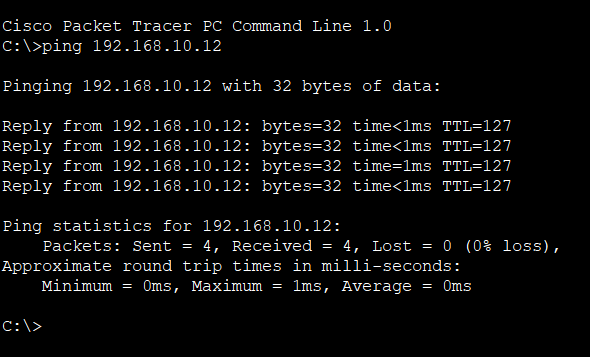 Cisco Packet Tracer PC Command Line 1.0
C:\>ping 192.168.10.12
Pinging 192.168.10.12 with 32 bytes of data:
Reply from 192.168.10.12: bytes=32 time<1ms TTL=127
Reply from 192.168.10.12: bytes=32 time<1ms TTL=127
Reply from 192.168.10.12: bytes=32 time=1ms TTL=127
Reply from 192.168.10.12: bytes=32 time<1ms TTL=127
Ping statistics for 192.168.10.12:
    Packets: Sent = 4, Received = 4, Lost = 0 (0% loss),
Approximate round trip times in milli-seconds:
    Minimum = 0ms, Maximum = 1ms, Average = 0ms
C:\>